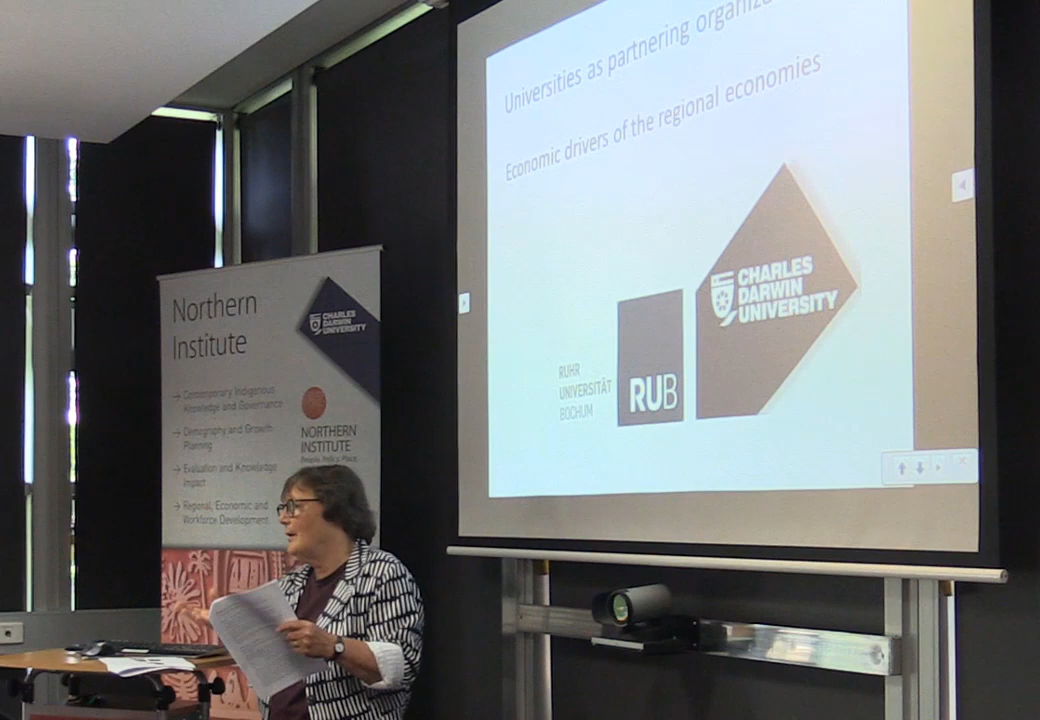 Universities as partnering
Economic drivers of the regional economies
CHARLES
DARWIN
UNIVERSITY
RUHR
UNIVERSITÄT
BOCHUM
RUB
Northern
Institute
CHARLES
DARWIN
UNIVERSITY
→ Contemporary Indigenous
Knowledge and Governance
→ Demography and Growth
Planning
→ Evaluation and Knowledge
Impact
→ Regional, Economic and
Workforce Development
NORTHERN
INSTITUTE
People. Policy. Place.